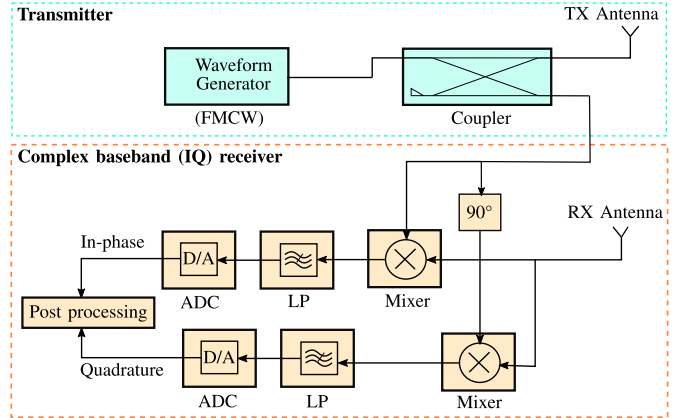 Transmitter
TX Antenna
Waveform
Generator
(FMCW)
Coupler
Complex baseband (IQ) receiver
90°
RX Antenna
In-phase
D/A
ADC
LP
Mixer
Post processing
Quadrature
D/A
ADC
LP
Mixer